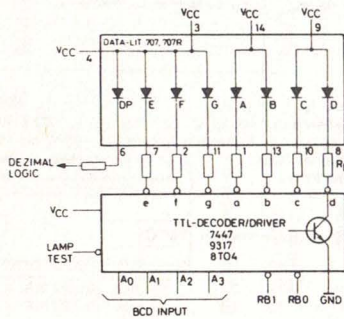 VCC VCC VCC
3 14 9
DATA-LIT 707, 707R
VCC 4
DP E F G A B C D
6 7 2 11 1 13 10 8
DEZIMAL LOGIC
e f g a b c d
VCC
TTL-DECODER/DRIVER
7447
9317
8T04
LAMP TEST
A0 A1 A2 A3 RB1 RB0 GND
BCD INPUT